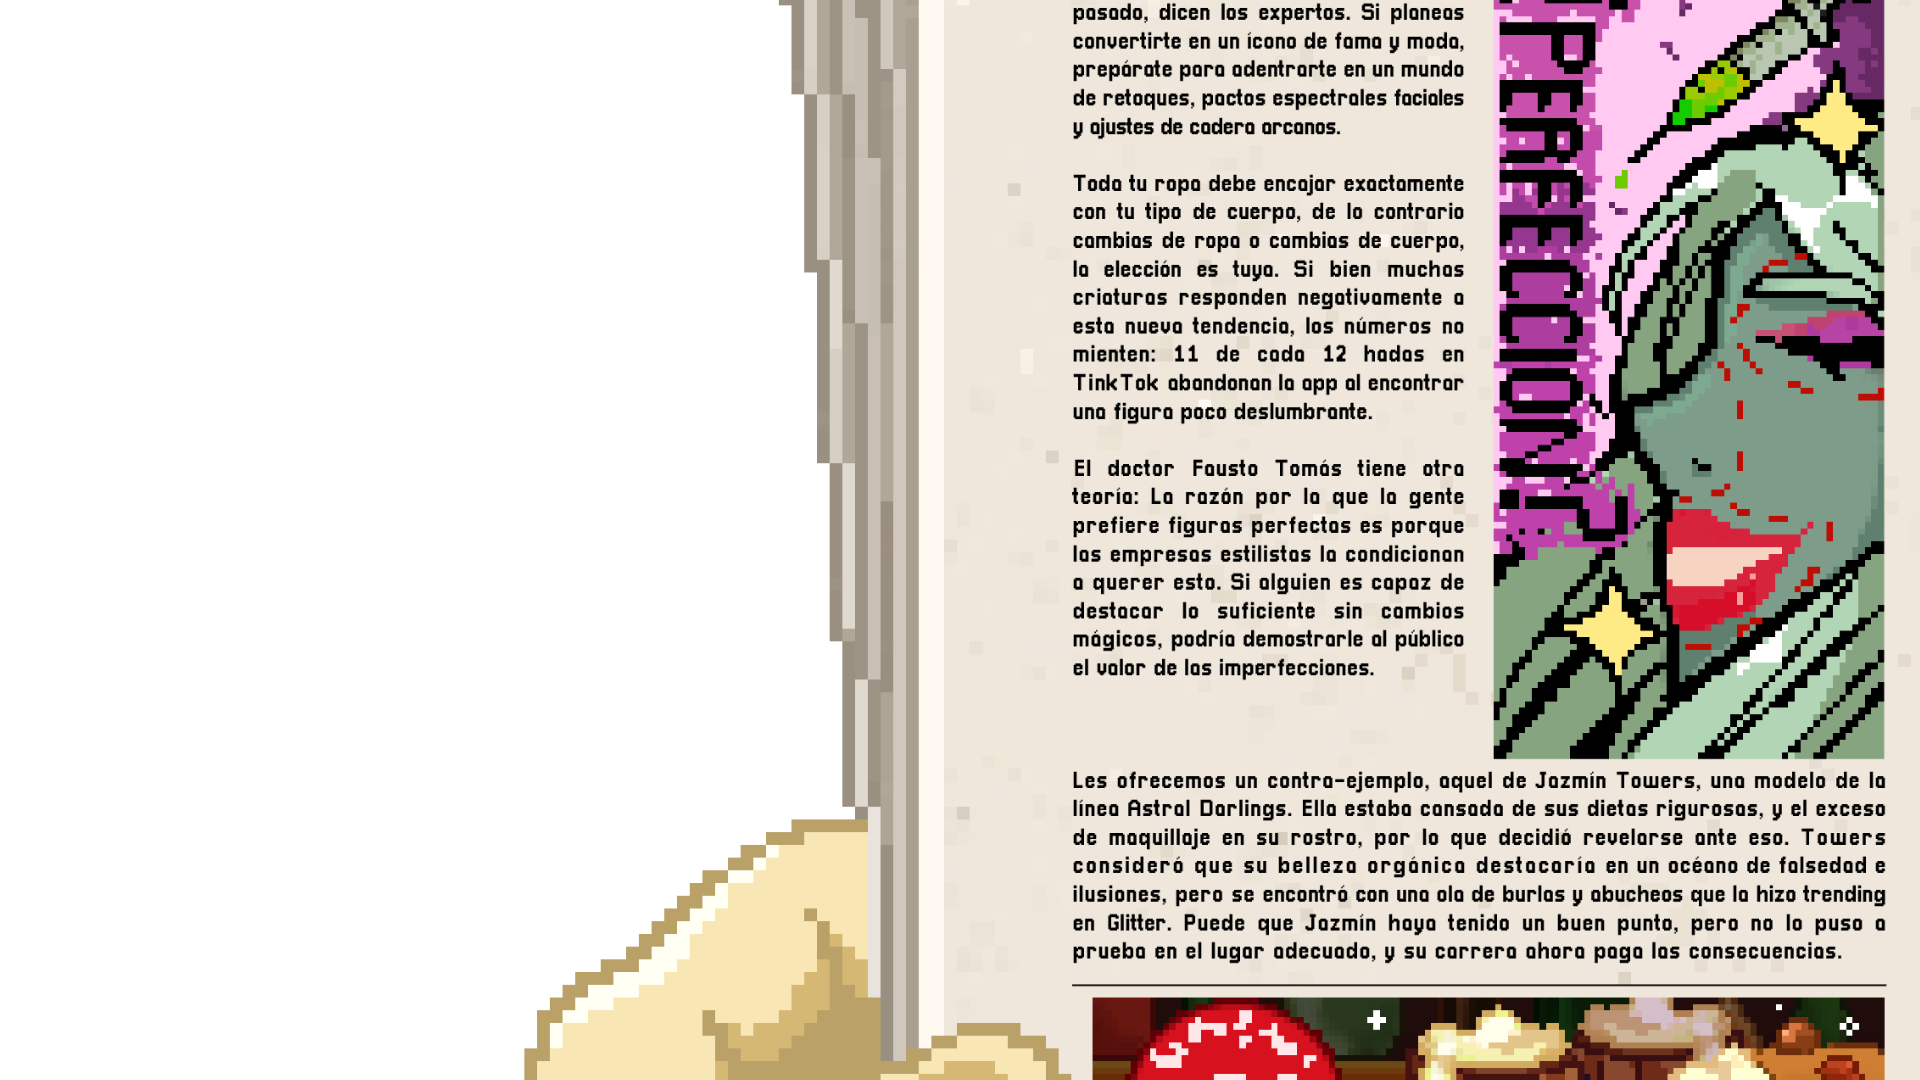 pasado, dicen los expertos. Si planeas
convertirte en un ícono de fama y moda,
prepárate para adentrarte en un mundo
de retoques, pactos espectrales faciales
y ajustes de cadera arcanos.
Toda tu ropa debe encajar exactamente
con tu tipo de cuerpo, de lo contrario
cambias de ropa o cambias de cuerpo,
la elección es tuya. Si bien muchas
criaturas responden negativamente a
esta nueva tendencia, los números no
mienten: 11 de cada 12 hadas en
TinkTok abandonan la app al encontrar
una figura poco deslumbrante.
El doctor Fausto Tomás tiene otra
teoría: La razón por la que la gente
prefiere figuras perfectas es porque
las empresas estilistas la condicionan
a querer esto. Si alguien es capaz de
destacar lo suficiente sin cambios
mágicos, podría demostrarle al público
el valor de las imperfecciones.
PERFECCIÓN?
Les ofrecemos un contra-ejemplo, aquel de Jazmín Towers, una modelo de la
línea Astral Darlings. Ella estaba cansada de sus dietas rigurosas, y el exceso
de maquillaje en su rostro, por lo que decidió revelarse ante eso. Towers
consideró que su belleza orgánica destacaría en un océano de falsedad e
ilusiones, pero se encontró con una ola de burlas y abucheos que la hizo trending
en Glitter. Puede que Jazmín haya tenido un buen punto, pero no lo puso a
prueba en el lugar adecuado, y su carrera ahora paga las consecuencias.